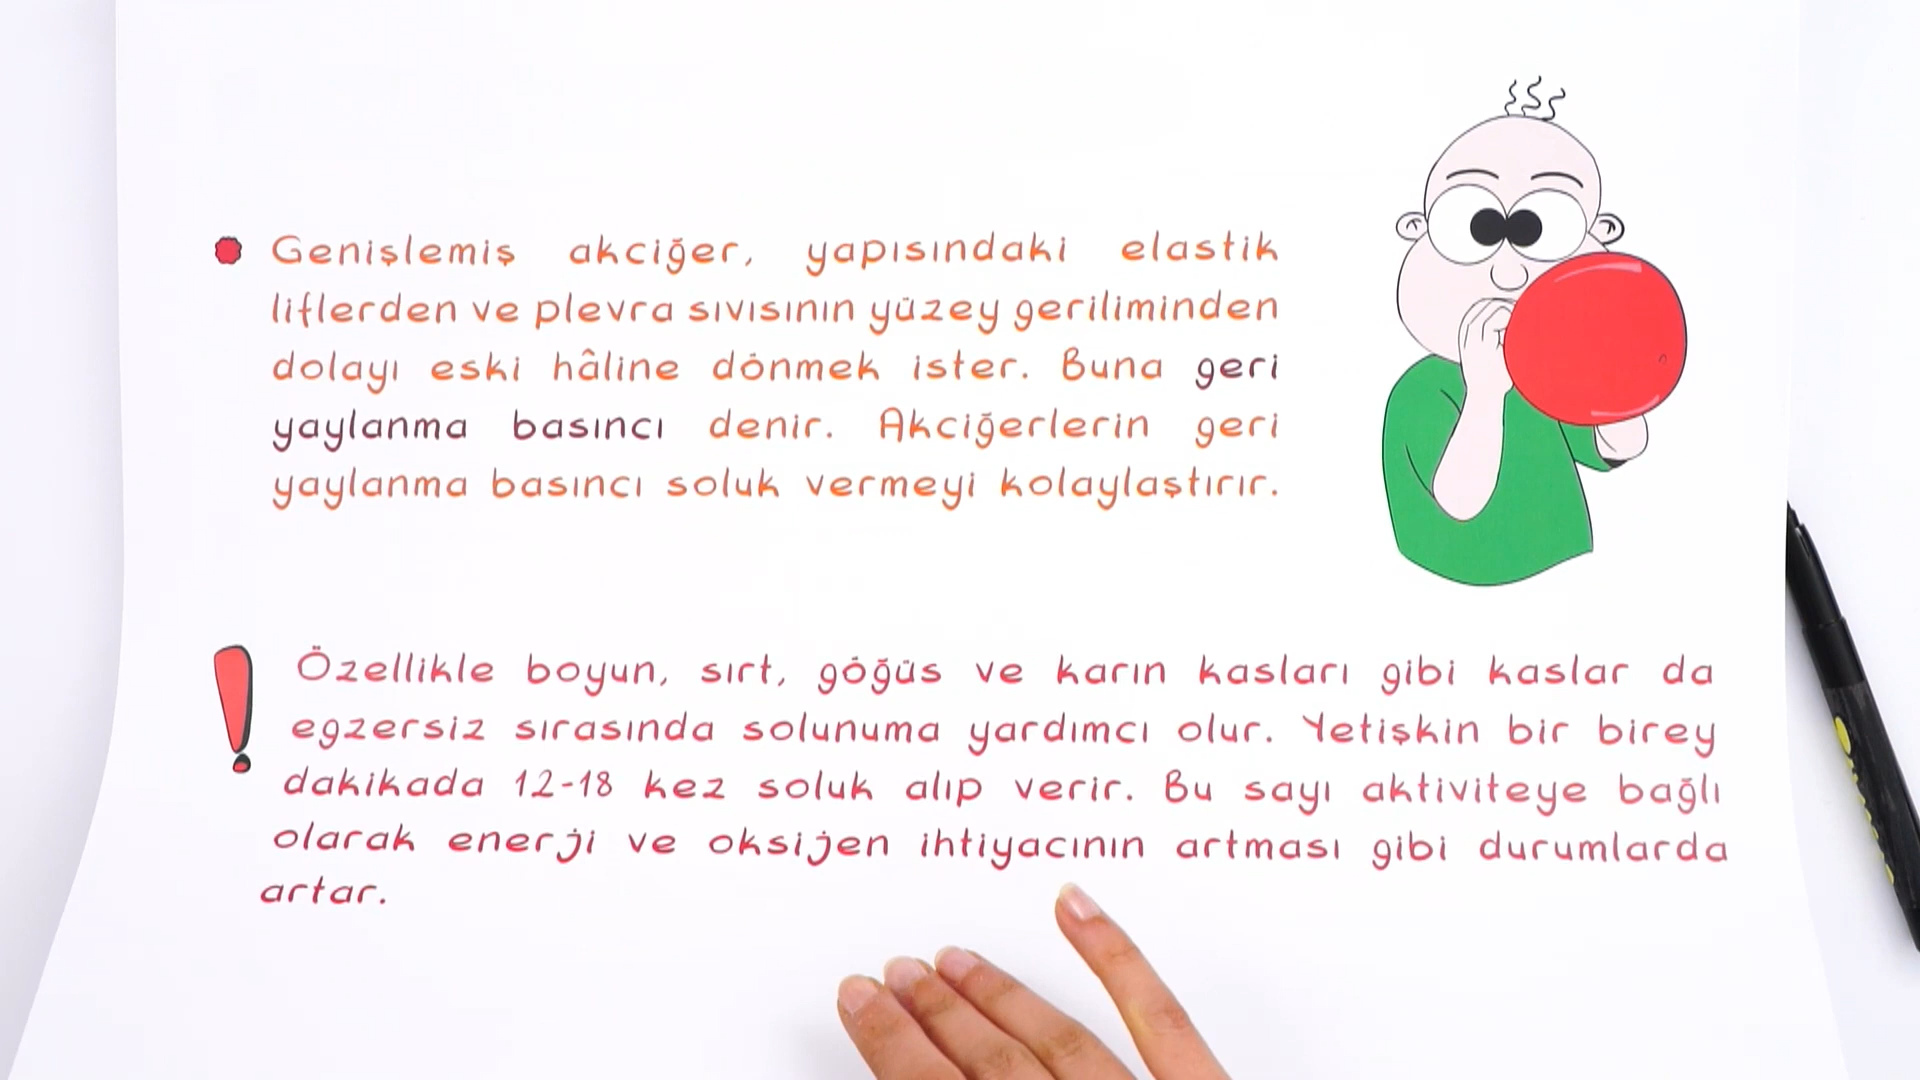 Genişlemiş akciğer, yapısındaki elastik
liflerden ve plevra sıvısının yüzey geriliminden
dolayı eski hâline dönmek ister. Buna geri
yaylanma basıncı denir. Akciğerlerin geri
yaylanma basıncı soluk vermeyi kolaylaştırır.
Özellikle boyun, sırt, göğüs ve karın kasları gibi kaslar da
egzersiz sırasında solunuma yardımcı olur. Yetişkin bir birey
dakikada 12-18 kez soluk alıp verir. Bu sayı aktiviteye bağlı
olarak enerji ve oksijen ihtiyacının artması gibi durumlarda
artar.